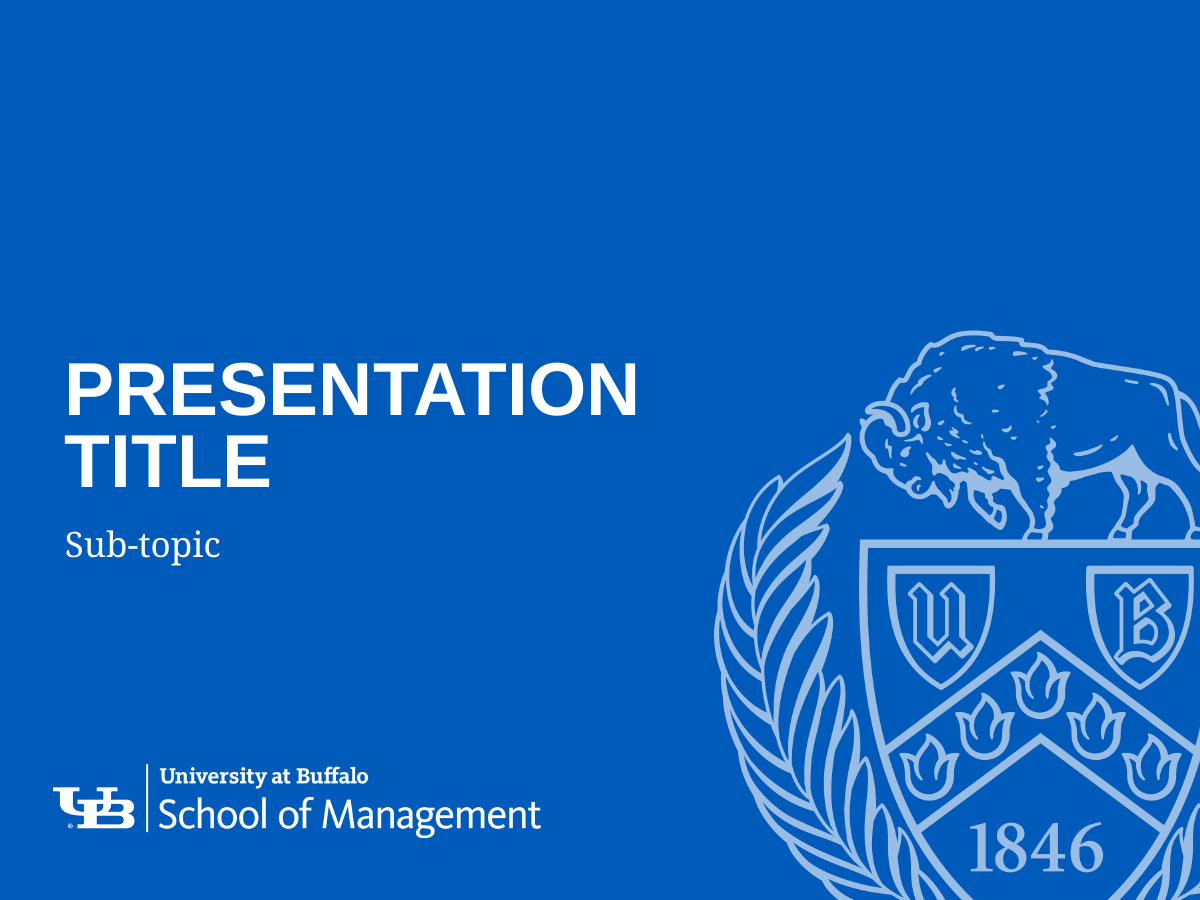 PRESENTATION
TITLE
Sub-topic
U B
1846
UB
®
University at Buffalo
School of Management